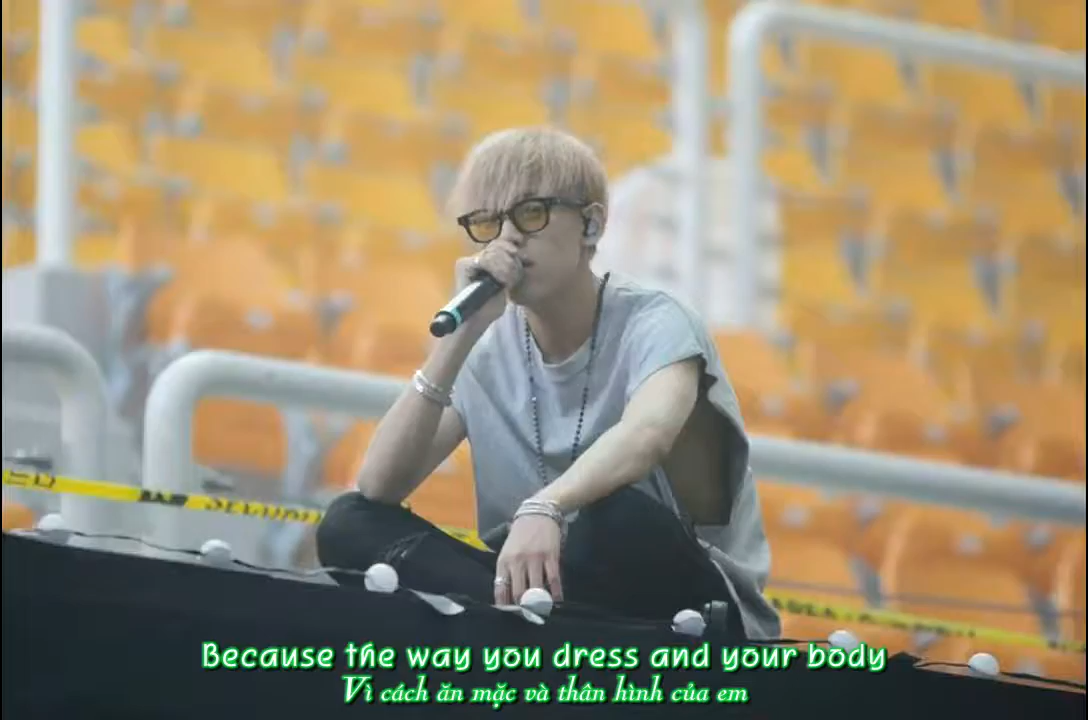 Because the way you dress and your body
Vì cách ăn mặc và thân hình của em